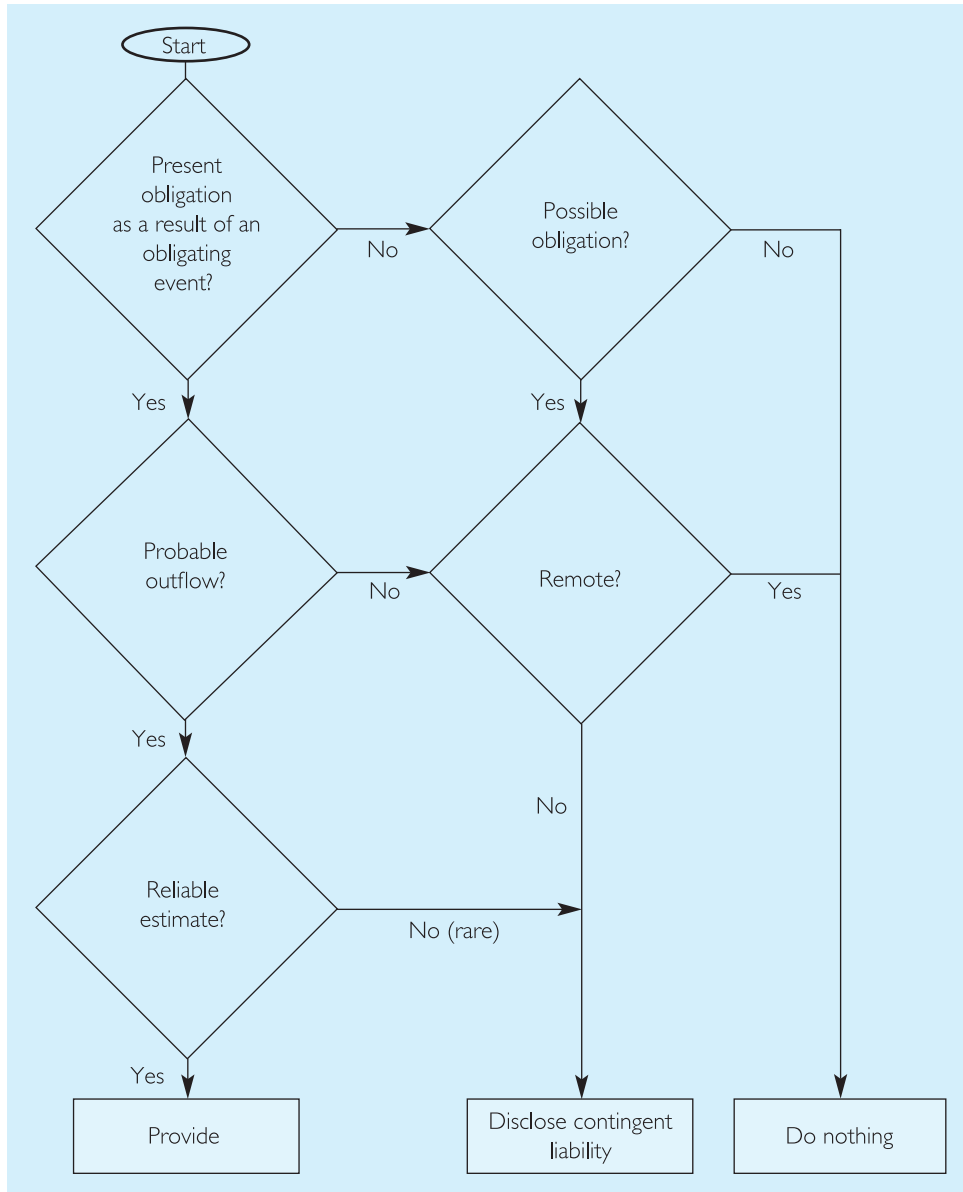 Start
Present
obligation
as a result of an
obligating
event?
No
Possible
obligation?
No
Yes
Yes
Probable
outflow?
No
Remote?
Yes
Yes
No
Reliable
estimate?
No (rare)
Yes
Provide
Disclose contingent
liability
Do nothing